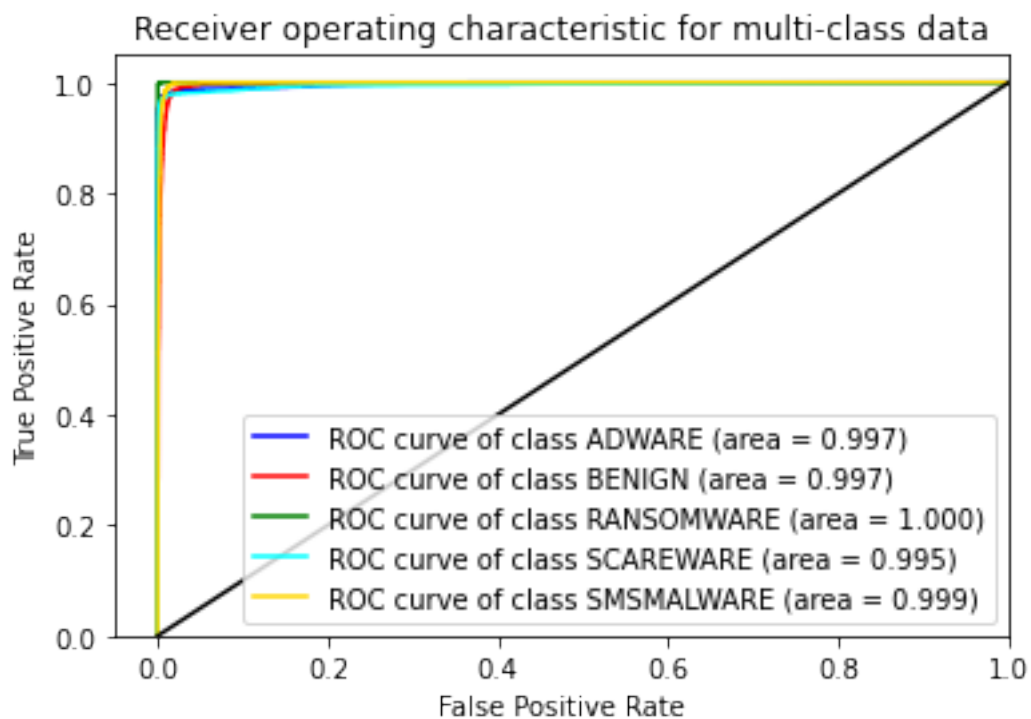 Receiver operating characteristic for multi-class data
1.0
0.8
0.6
0.4
0.2
0.0
True Positive Rate
ROC curve of class ADWARE (area = 0.997)
ROC curve of class BENIGN (area = 0.997)
ROC curve of class RANSOMWARE (area = 1.000)
ROC curve of class SCAREWARE (area = 0.995)
ROC curve of class SMSMALWARE (area = 0.999)
0.0 0.2 0.4 0.6 0.8 1.0
False Positive Rate